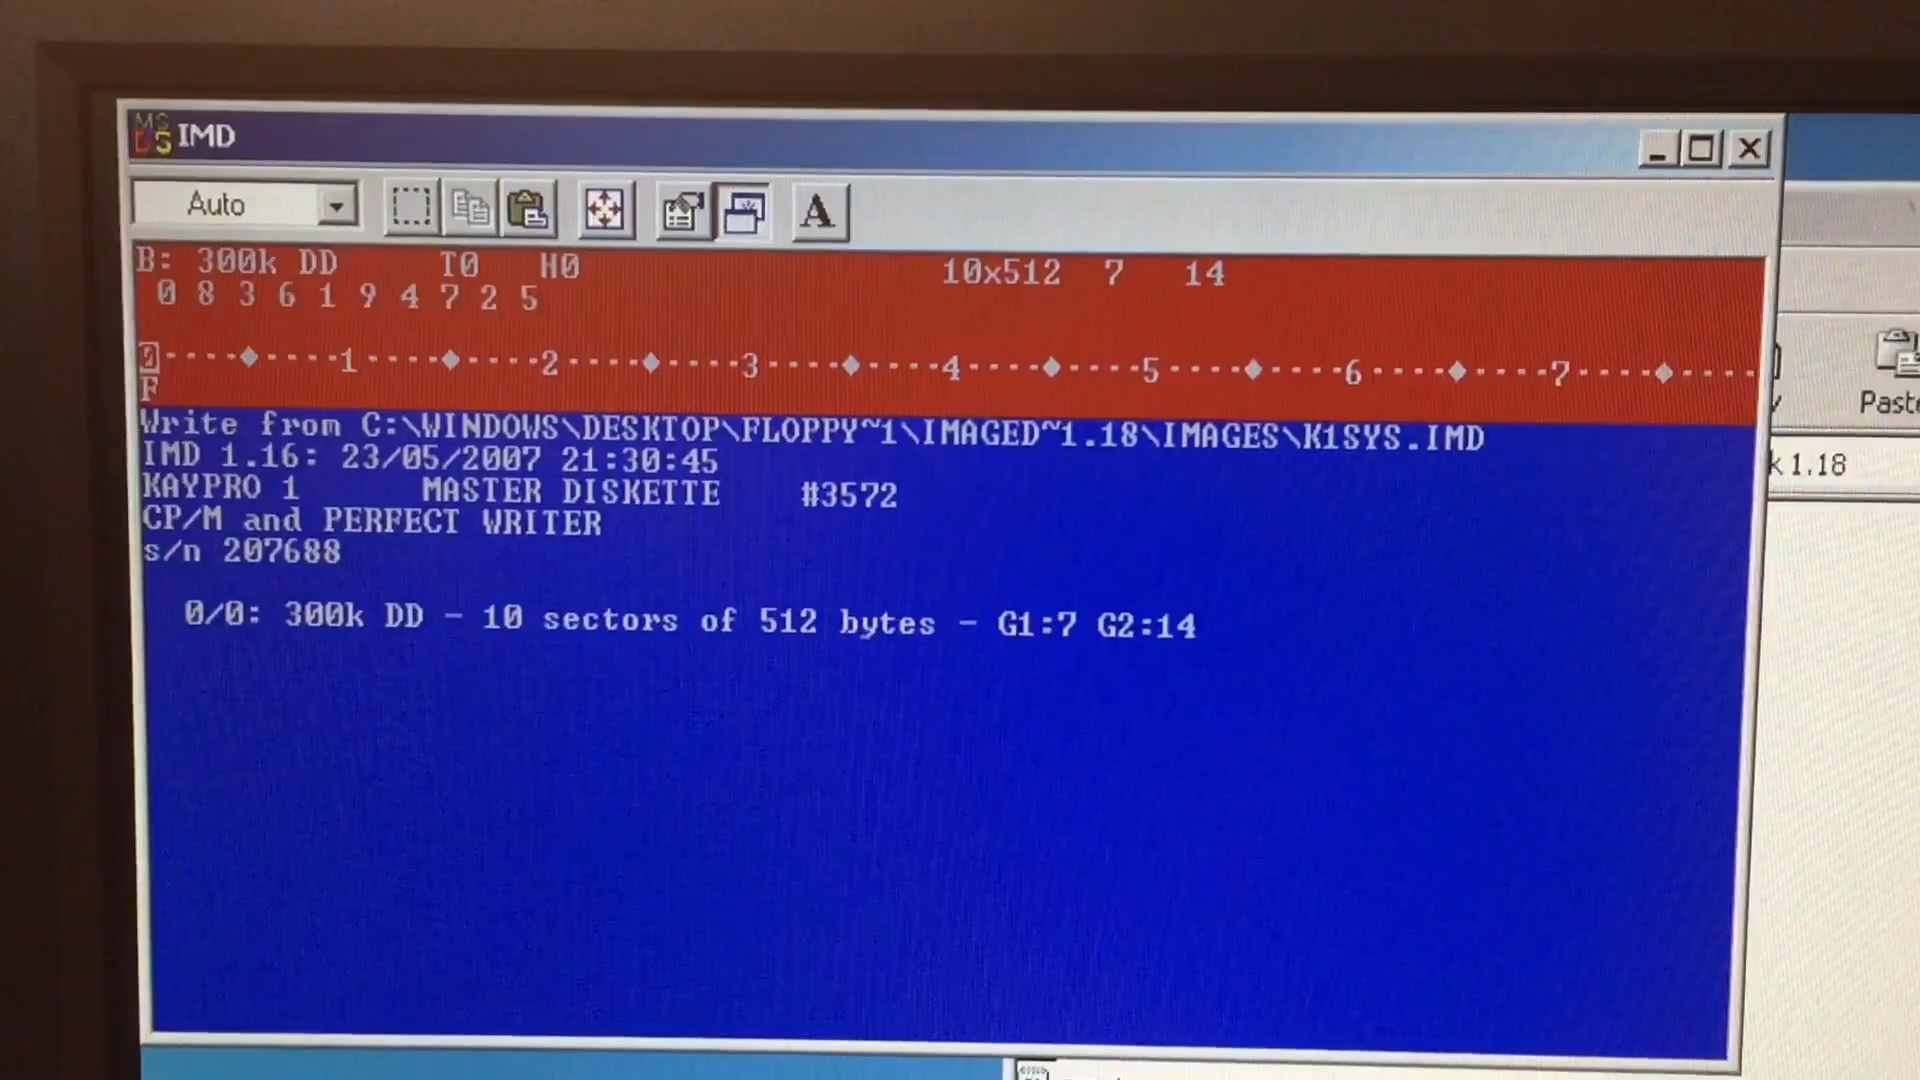 MS
DOS
IMD
Auto
A
B: 300k DD T0 H0 10x512 7 14
0 8 3 6 1 9 4 7 2 5
0····♦····1····♦····2····♦····3····♦····4····♦····5····♦····6····♦····7····♦····
F
Write from C:\WINDOWS\DESKTOP\FLOPPY~1\IMAGED~1.18\IMAGES\K1SYS.IMD
IMD 1.16: 23/05/2007 21:30:45
KAYPRO 1 MASTER DISKETTE #3572
CP/M and PERFECT WRITER
s/n 207688
0/0: 300k DD - 10 sectors of 512 bytes - G1:7 G2:14
Paste
k 1.18